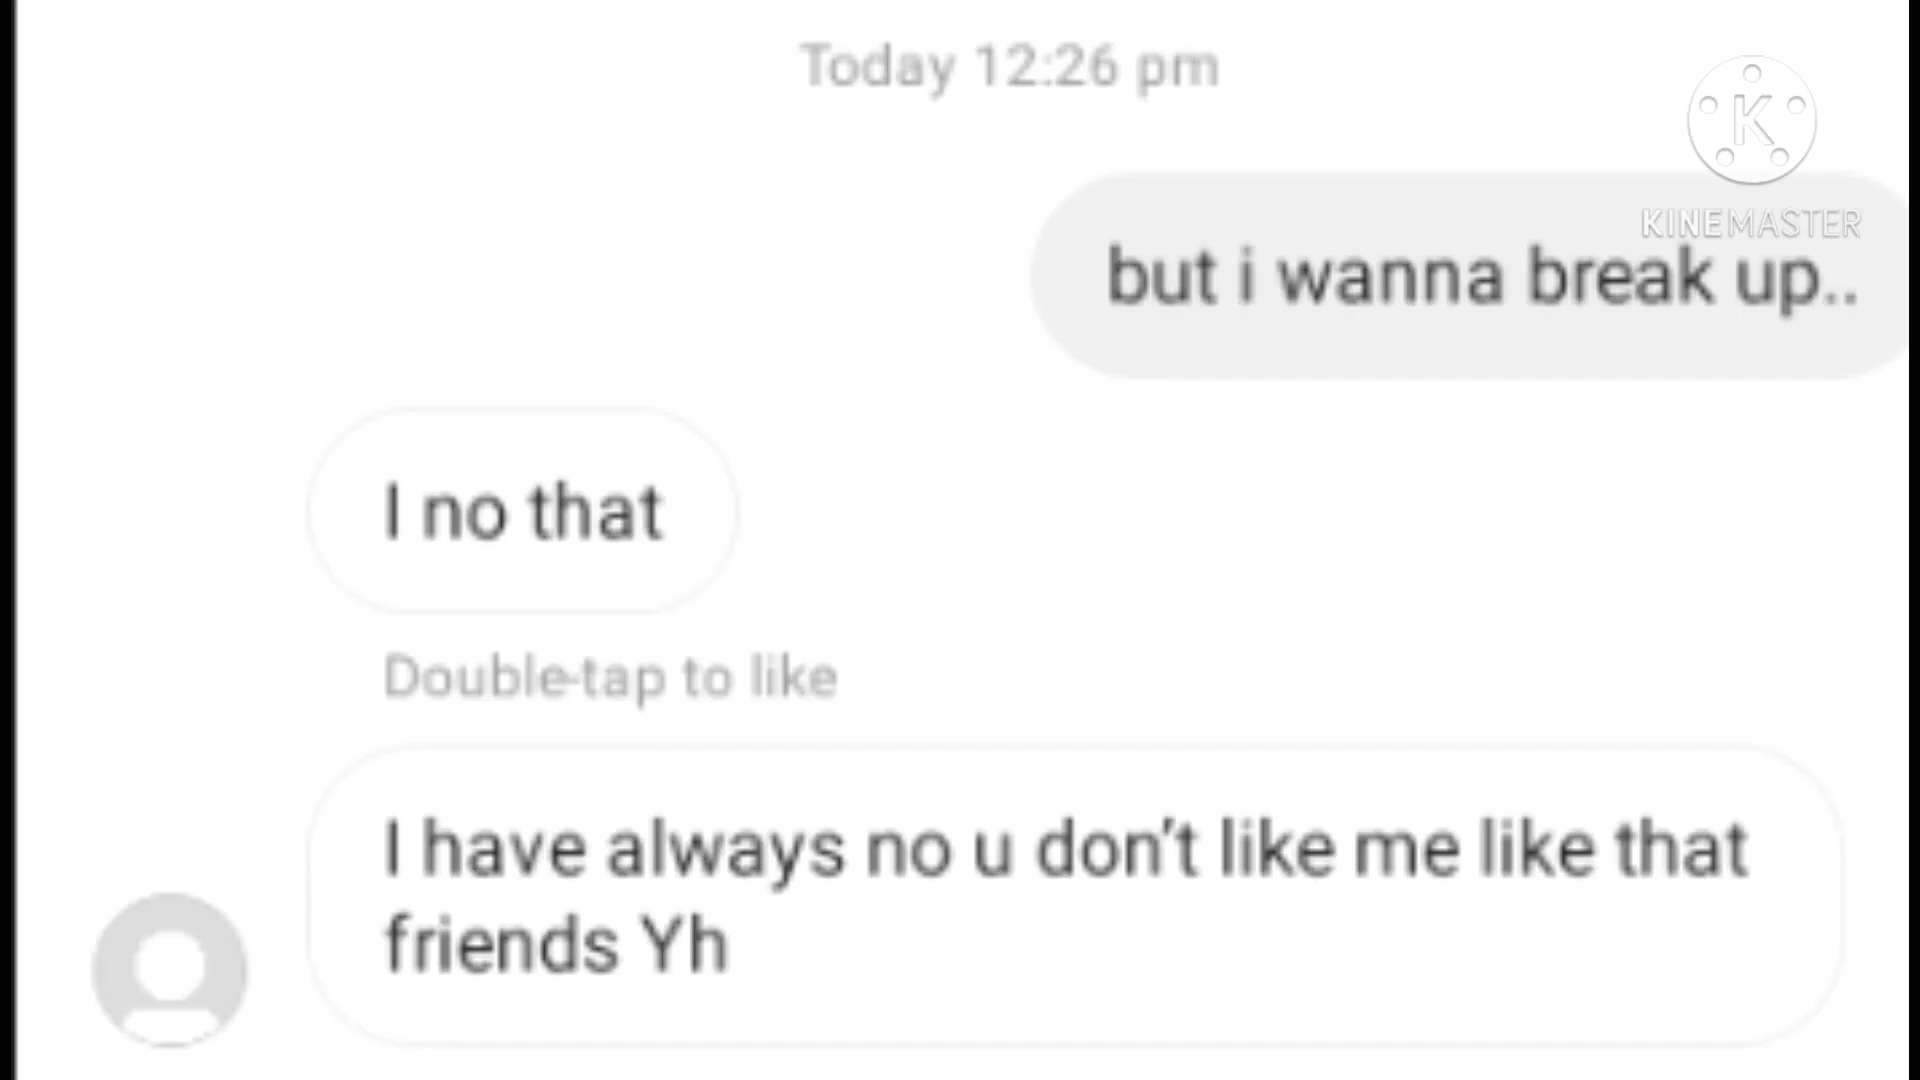 Today 12:26 pm
K
KINEMASTER
but i wanna break up..
I no that
Double-tap to like
I have always no u don't like me like that
friends Yh